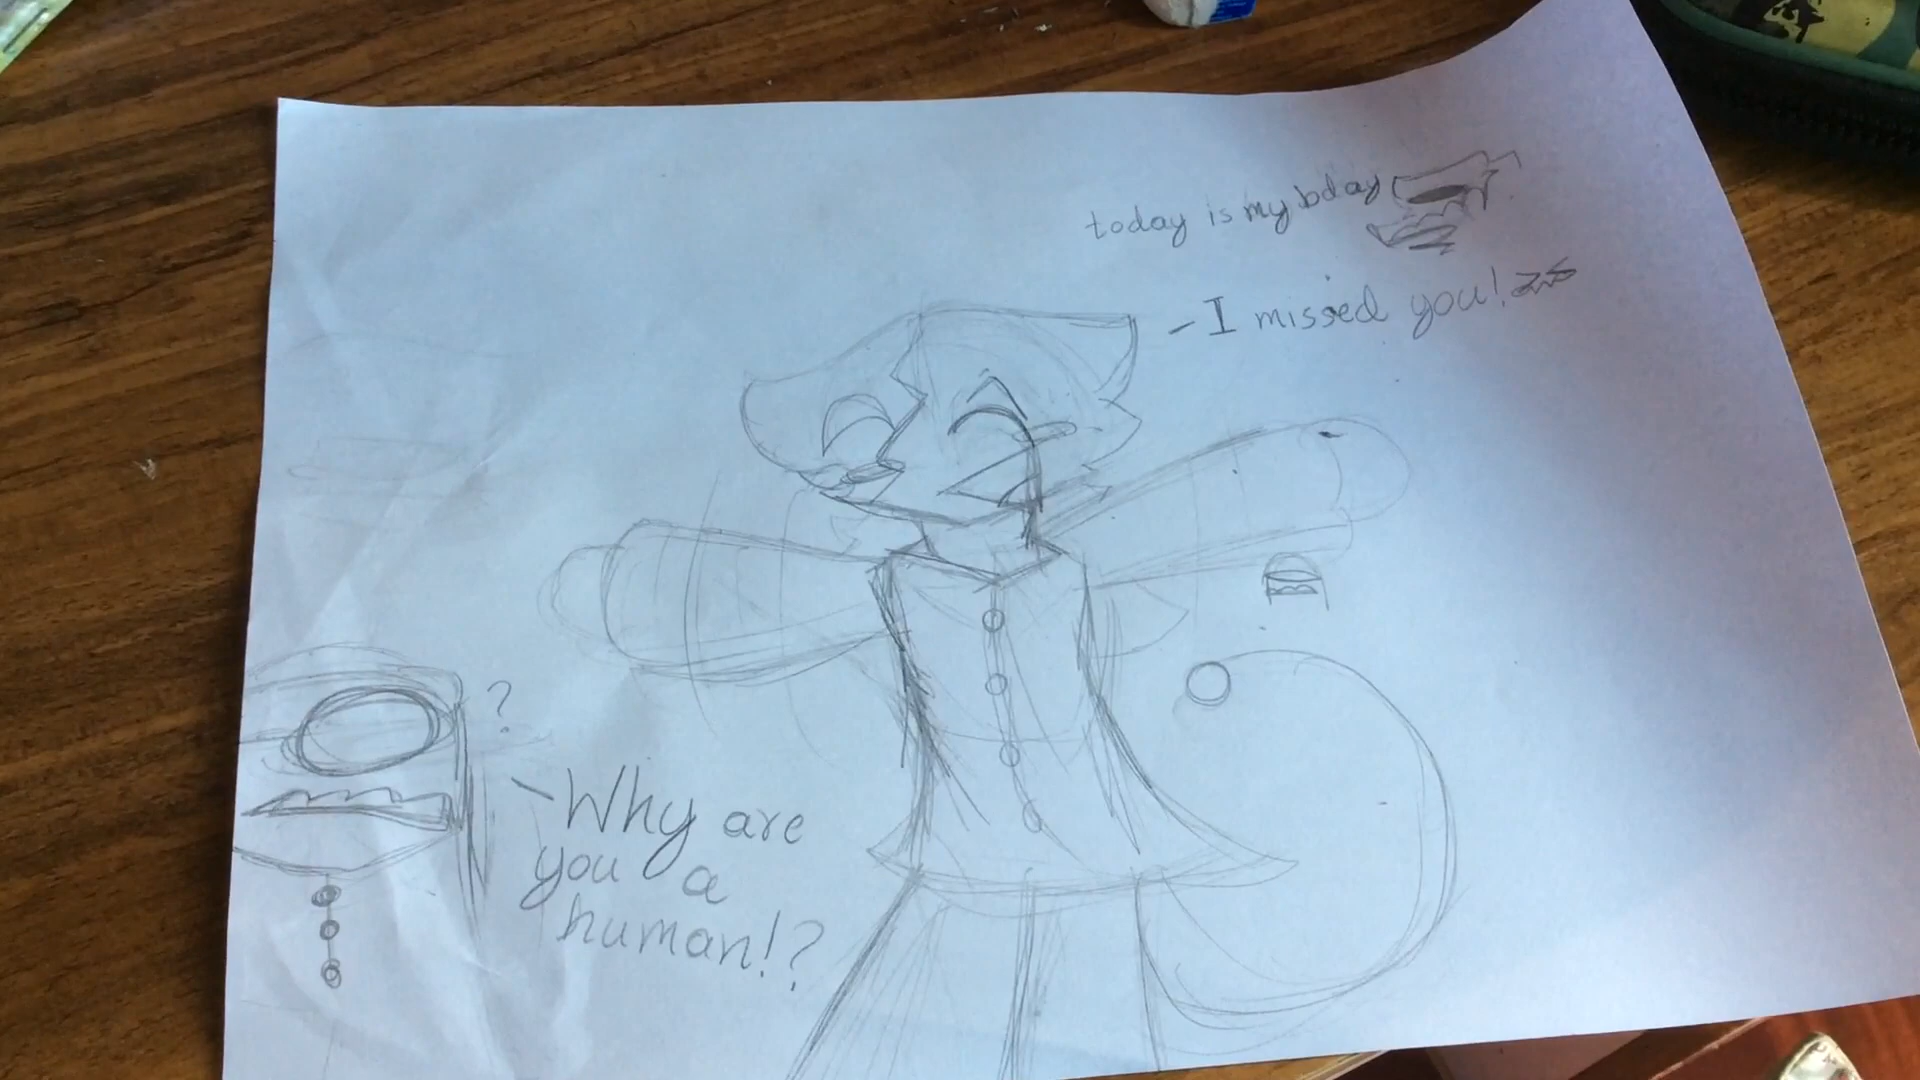 today is my bday
- I missed you!
?
- Why are
you a
human!?